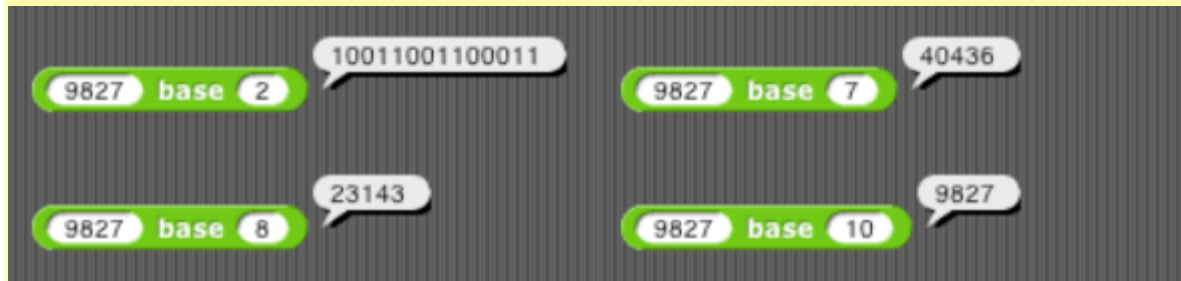 10011001100011
9827 base 2
40436
9827 base 7
23143
9827 base 8
9827
9827 base 10